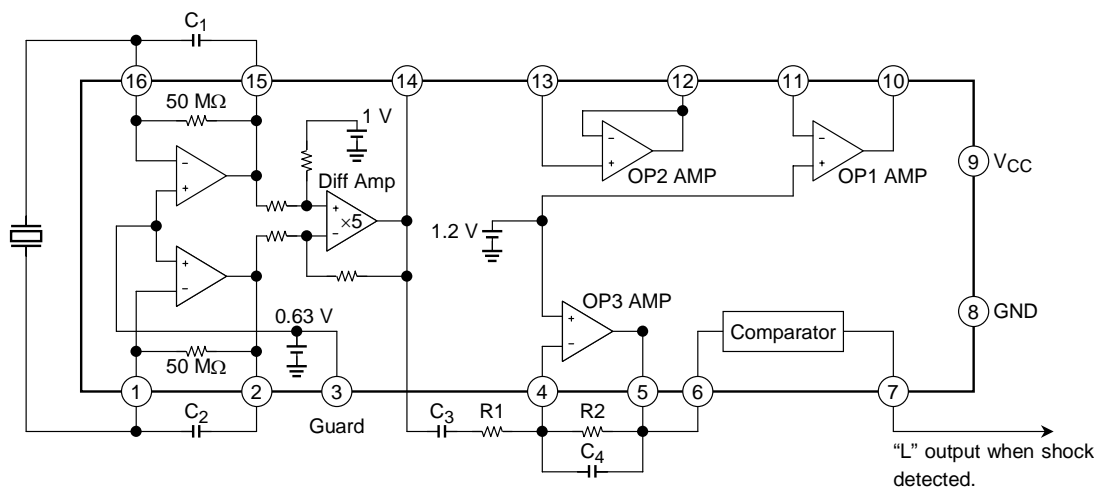 C1
16
15
14
13
12
11
10
50 MΩ
1 V
−
+
Diff Amp
+
×5
−
−
+
OP2 AMP
−
+
OP1 AMP
9
VCC
1.2 V
+
−
0.63 V
OP3 AMP
+
−
8
GND
Comparator
50 MΩ
1
2
3
4
5
6
7
C2
Guard
C3
R1
R2
C4
“L” output when shock
detected.